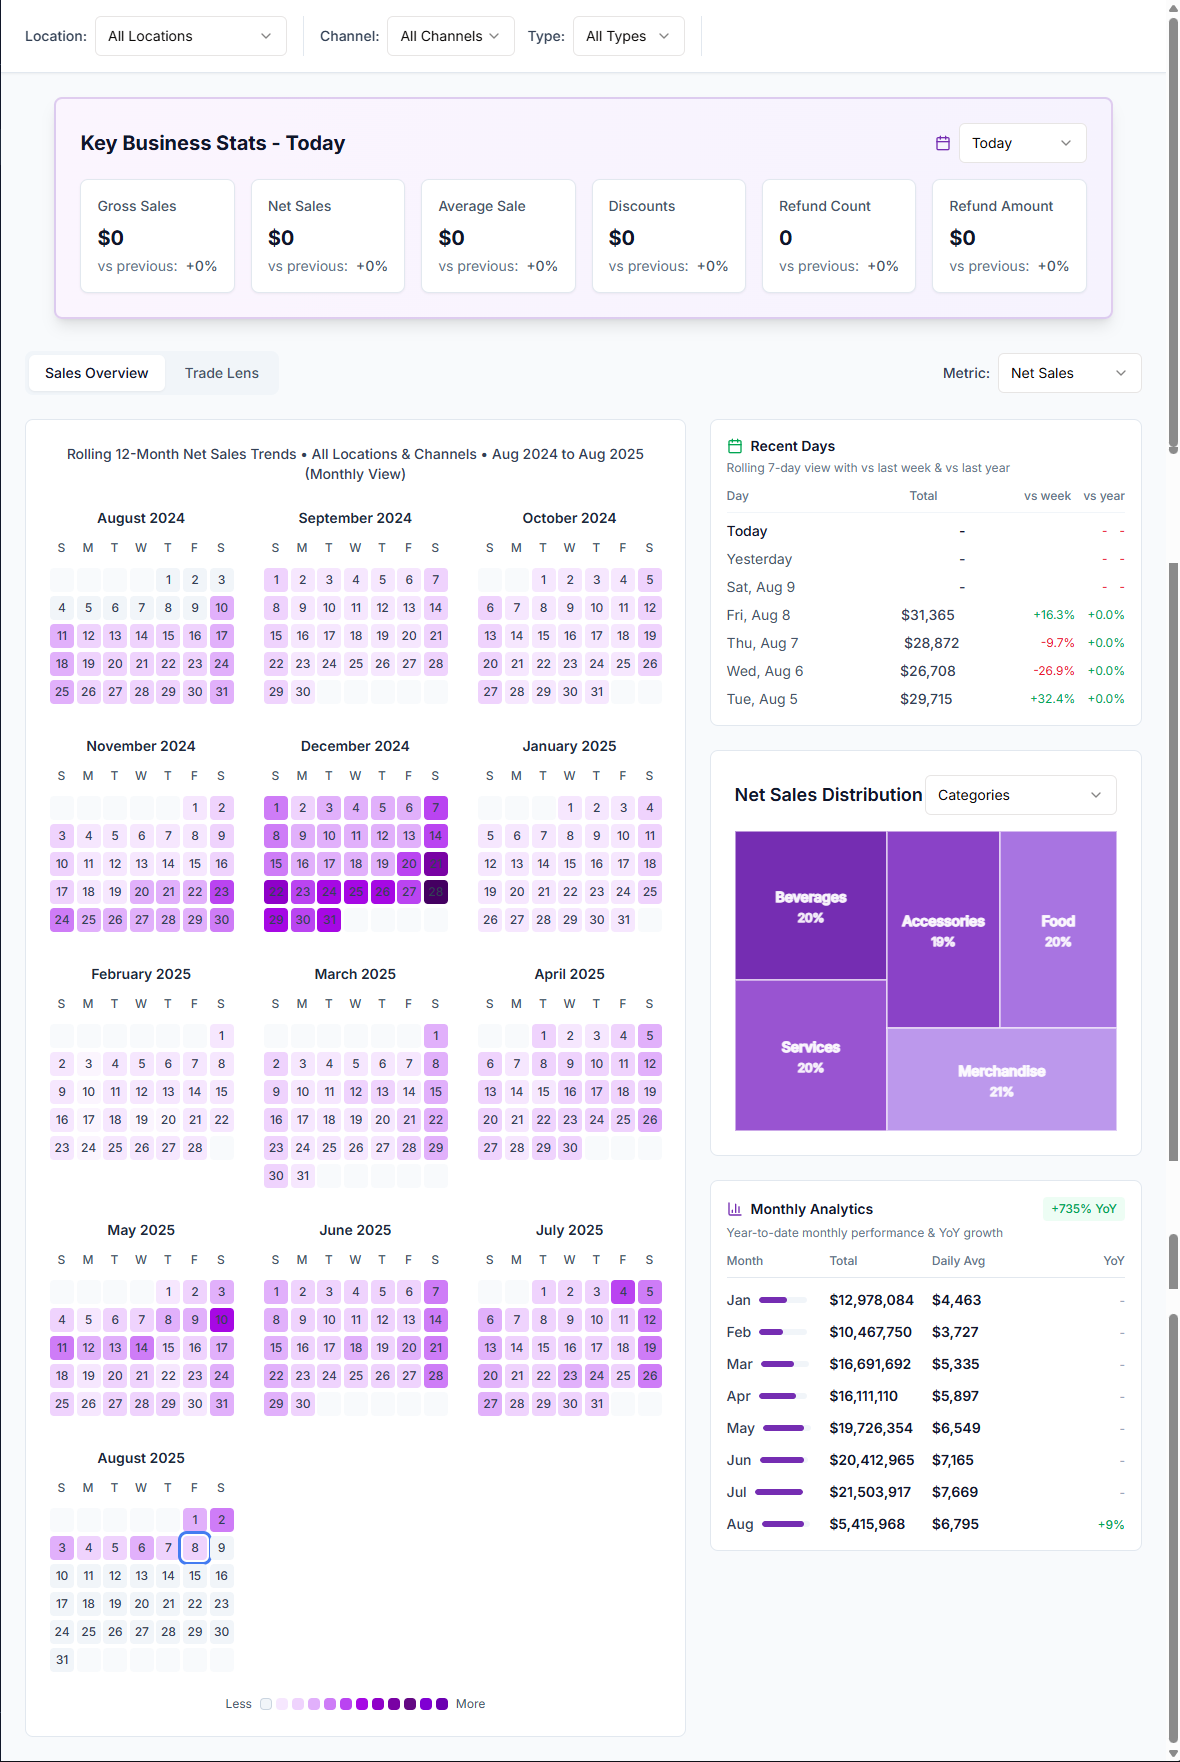 Location: All Locations Channel: All Channels Type: All Types
Key Business Stats - Today Today
Gross Sales Net Sales Average Sale Discounts Refund Count Refund Amount
$0 $0 $0 $0 0 $0
vs previous: +0% vs previous: +0% vs previous: +0% vs previous: +0% vs previous: +0% vs previous: +0%
Sales Overview Trade Lens Metric: Net Sales
Rolling 12-Month Net Sales Trends • All Locations & Channels • Aug 2024 to Aug 2025
(Monthly View)
August 2024
S M T W T F S
1 2 3
4 5 6 7 8 9 10
11 12 13 14 15 16 17
18 19 20 21 22 23 24
25 26 27 28 29 30 31
September 2024
S M T W T F S
1 2 3 4 5 6 7
8 9 10 11 12 13 14
15 16 17 18 19 20 21
22 23 24 25 26 27 28
29 30
October 2024
S M T W T F S
1 2 3 4 5
6 7 8 9 10 11 12
13 14 15 16 17 18 19
20 21 22 23 24 25 26
27 28 29 30 31
November 2024
S M T W T F S
1 2
3 4 5 6 7 8 9
10 11 12 13 14 15 16
17 18 19 20 21 22 23
24 25 26 27 28 29 30
December 2024
S M T W T F S
1 2 3 4 5 6 7
8 9 10 11 12 13 14
15 16 17 18 19 20 21
22 23 24 25 26 27 28
29 30 31
January 2025
S M T W T F S
1 2 3 4
5 6 7 8 9 10 11
12 13 14 15 16 17 18
19 20 21 22 23 24 25
26 27 28 29 30 31
February 2025
S M T W T F S
1
2 3 4 5 6 7 8
9 10 11 12 13 14 15
16 17 18 19 20 21 22
23 24 25 26 27 28
March 2025
S M T W T F S
1
2 3 4 5 6 7 8
9 10 11 12 13 14 15
16 17 18 19 20 21 22
23 24 25 26 27 28 29
30 31
April 2025
S M T W T F S
1 2 3 4 5
6 7 8 9 10 11 12
13 14 15 16 17 18 19
20 21 22 23 24 25 26
27 28 29 30
May 2025
S M T W T F S
1 2 3
4 5 6 7 8 9 10
11 12 13 14 15 16 17
18 19 20 21 22 23 24
25 26 27 28 29 30 31
June 2025
S M T W T F S
1 2 3 4 5 6 7
8 9 10 11 12 13 14
15 16 17 18 19 20 21
22 23 24 25 26 27 28
29 30
July 2025
S M T W T F S
1 2 3 4 5
6 7 8 9 10 11 12
13 14 15 16 17 18 19
20 21 22 23 24 25 26
27 28 29 30 31
August 2025
S M T W T F S
1 2
3 4 5 6 7 8 9
10 11 12 13 14 15 16
17 18 19 20 21 22 23
24 25 26 27 28 29 30
31
Less More
Recent Days
Rolling 7-day view with vs last week & vs last year
Day Total vs week vs year
Today - - -
Yesterday - - -
Sat, Aug 9 - - -
Fri, Aug 8 $31,365 +16.3% +0.0%
Thu, Aug 7 $28,872 -9.7% +0.0%
Wed, Aug 6 $26,708 -26.9% +0.0%
Tue, Aug 5 $29,715 +32.4% +0.0%
Net Sales Distribution Categories
Beverages
20%
Accessories
19%
Food
20%
Services
20%
Merchandise
21%
Monthly Analytics +735% YoY
Year-to-date monthly performance & YoY growth
Month Total Daily Avg YoY
Jan $12,978,084 $4,463 -
Feb $10,467,750 $3,727 -
Mar $16,691,692 $5,335 -
Apr $16,111,110 $5,897 -
May $19,726,354 $6,549 -
Jun $20,412,965 $7,165 -
Jul $21,503,917 $7,669 -
Aug $5,415,968 $6,795 +9%